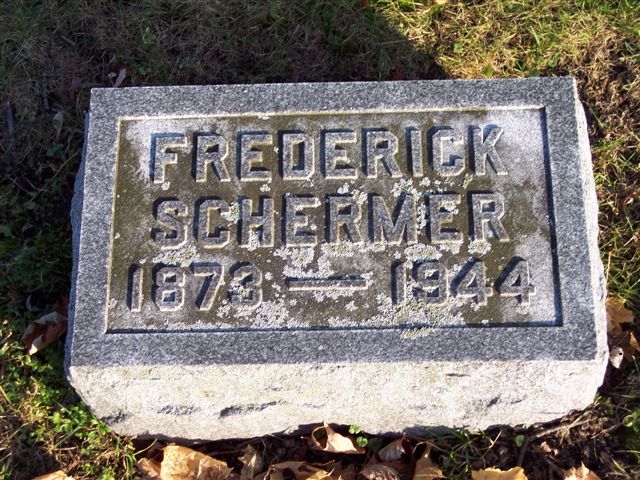 FREDERICK
SCHERMER
1873 — 1944